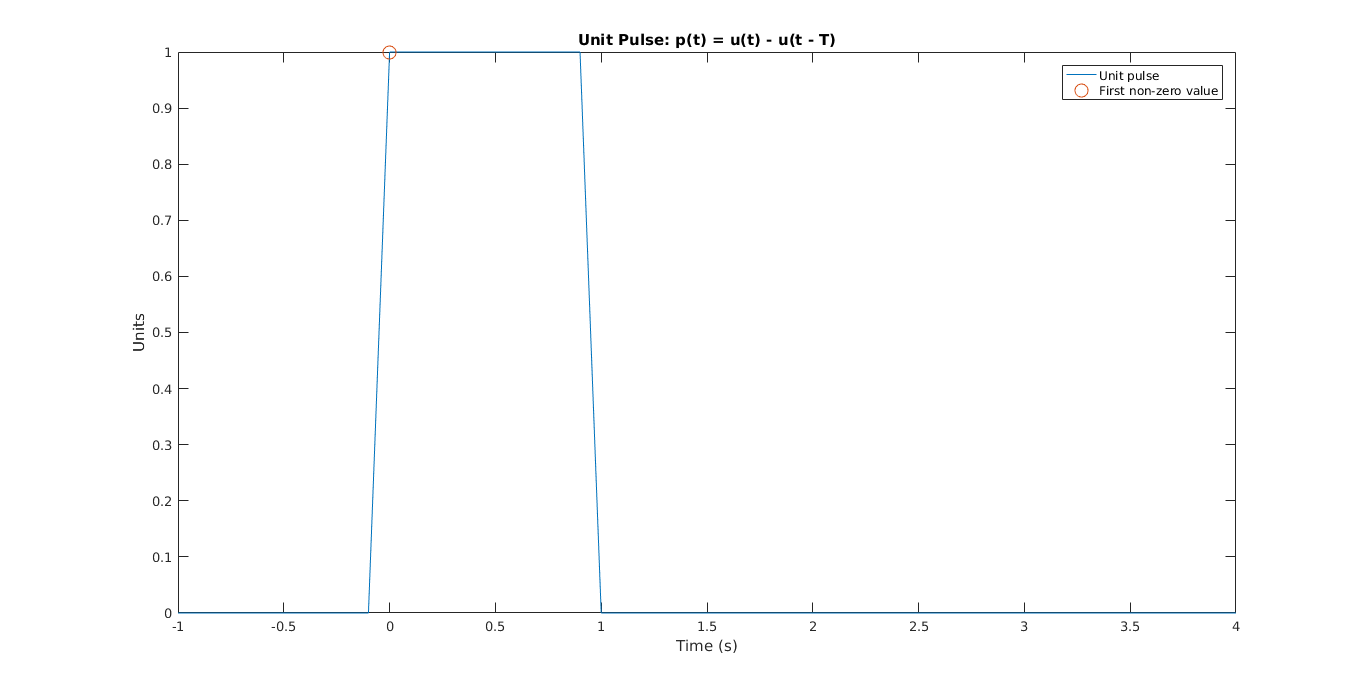 Unit Pulse: p(t) = u(t) - u(t - T)
Unit pulse
First non-zero value
1
0.9
0.8
0.7
0.6
0.5
0.4
0.3
0.2
0.1
0
Units
-1 -0.5 0 0.5 1 1.5 2 2.5 3 3.5 4
Time (s)